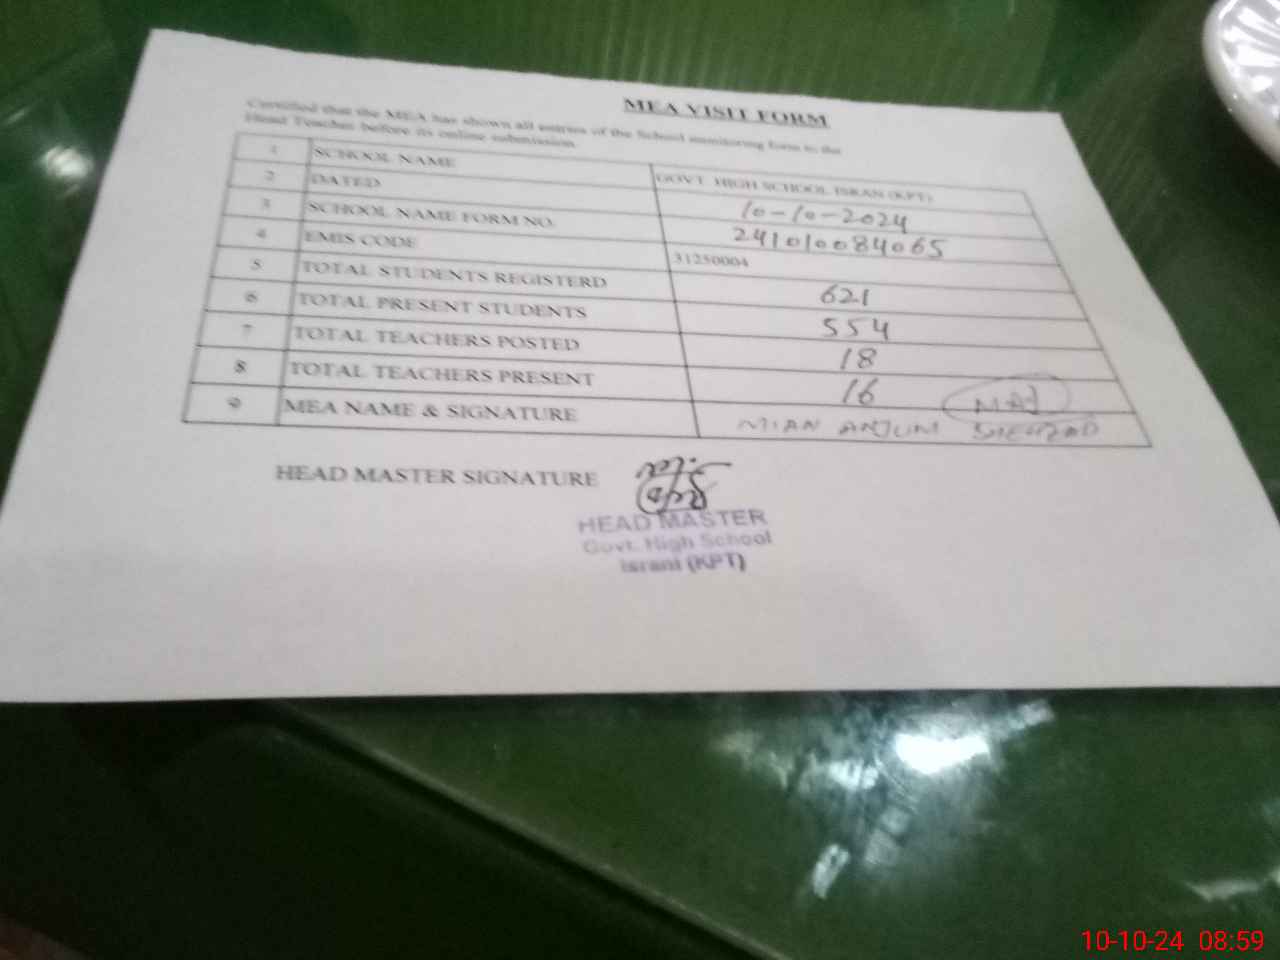 MEA VISIT FORM
Certified that the MEA has shown all entries of the School monitoring form to the
Head Teacher before its online submission.
1 SCHOOL NAME GOVT. HIGH SCHOOL ISRAN (KPT)
2 DATED 10-10-2024
3 SCHOOL NAME FORM NO. 241010084065
4 EMIS CODE 31250004
5 TOTAL STUDENTS REGISTERD 621
6 TOTAL PRESENT STUDENTS 554
7 TOTAL TEACHERS POSTED 18
8 TOTAL TEACHERS PRESENT 16
9 MEA NAME & SIGNATURE MIAN ANJUM SHEHZAD
HEAD MASTER SIGNATURE
HEAD MASTER
Govt. High School
Israni (KPT)
10-10-24 08:59